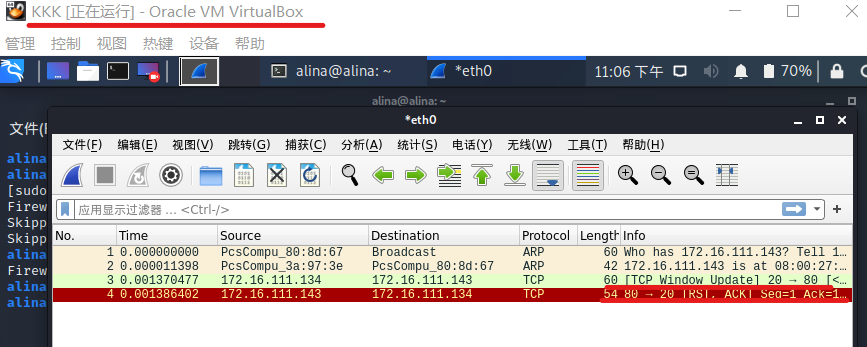 KKK [正在运行] - Oracle VM VirtualBox
管理 控制 视图 热键 设备 帮助
alina@alina: ~ *eth0 11:06 下午 70%
alina@alina: ~
*eth0
文件(F
文件(F) 编辑(E) 视图(V) 跳转(G) 捕获(C) 分析(A) 统计(S) 电话(Y) 无线(W) 工具(T) 帮助(H)
alina
alina
[sudo
Firew
Skipp
Skipp
alina
Firew
alina
alina
应用显示过滤器 … <Ctrl-/>
No. Time Source Destination Protocol Length Info
1 0.000000000 PcsCompu_80:8d:67 Broadcast ARP 60 Who has 172.16.111.143? Tell 1…
2 0.000011398 PcsCompu_3a:97:3e PcsCompu_80:8d:67 ARP 42 172.16.111.143 is at 08:00:27:…
3 0.001370477 172.16.111.134 172.16.111.143 TCP 60 [TCP Window Update] 20 → 80 [<…
4 0.001386402 172.16.111.143 172.16.111.134 TCP 54 80 → 20 [RST, ACK] Seq=1 Ack=1…